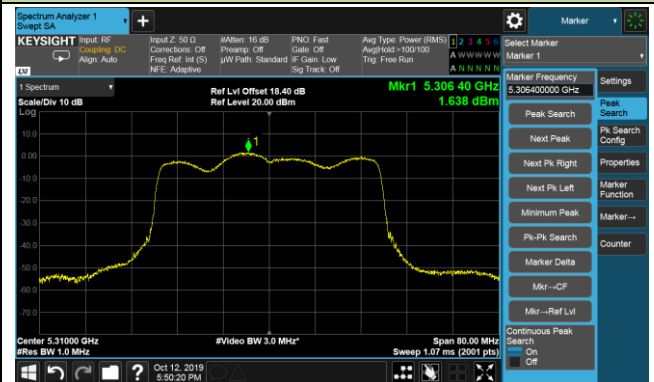 Spectrum Analyzer 1
Swept SA
Marker
KEYSIGHT
Input: RF
Coupling: DC
Align: Auto
Input Z: 50 Ω
Corrections: Off
Freq Ref: Int (S)
NFE: Adaptive
#Atten: 16 dB
Preamp: Off
µW Path: Standard
PNO: Fast
Gate: Off
IF Gain: Low
Sig Track: Off
Avg Type: Power (RMS)
Avg|Hold:>100/100
Trig: Free Run
1 2 3 4 5 6
A W W W W W
A N N N N N
Select Marker
Marker 1
LXI
1 Spectrum
Scale/Div 10 dB
Ref Lvl Offset 18.40 dB
Ref Level 20.00 dBm
Mkr1 5.306 40 GHz
1.638 dBm
Log
10.0
0.00
-10.0
-20.0
-30.0
-40.0
-50.0
-60.0
-70.0
1
Center 5.31000 GHz
#Res BW 1.0 MHz
#Video BW 3.0 MHz*
Span 80.00 MHz
Sweep 1.07 ms (2001 pts)
Marker Frequency
5.306400000 GHz
Peak Search
Next Peak
Next Pk Right
Next Pk Left
Minimum Peak
Pk-Pk Search
Marker Delta
Mkr→CF
Mkr→Ref Lvl
Continuous Peak
Search
On
Off
Settings
Peak
Search
Pk Search
Config
Properties
Marker
Function
Marker→
Counter
?
Oct 12, 2019
5:50:20 PM